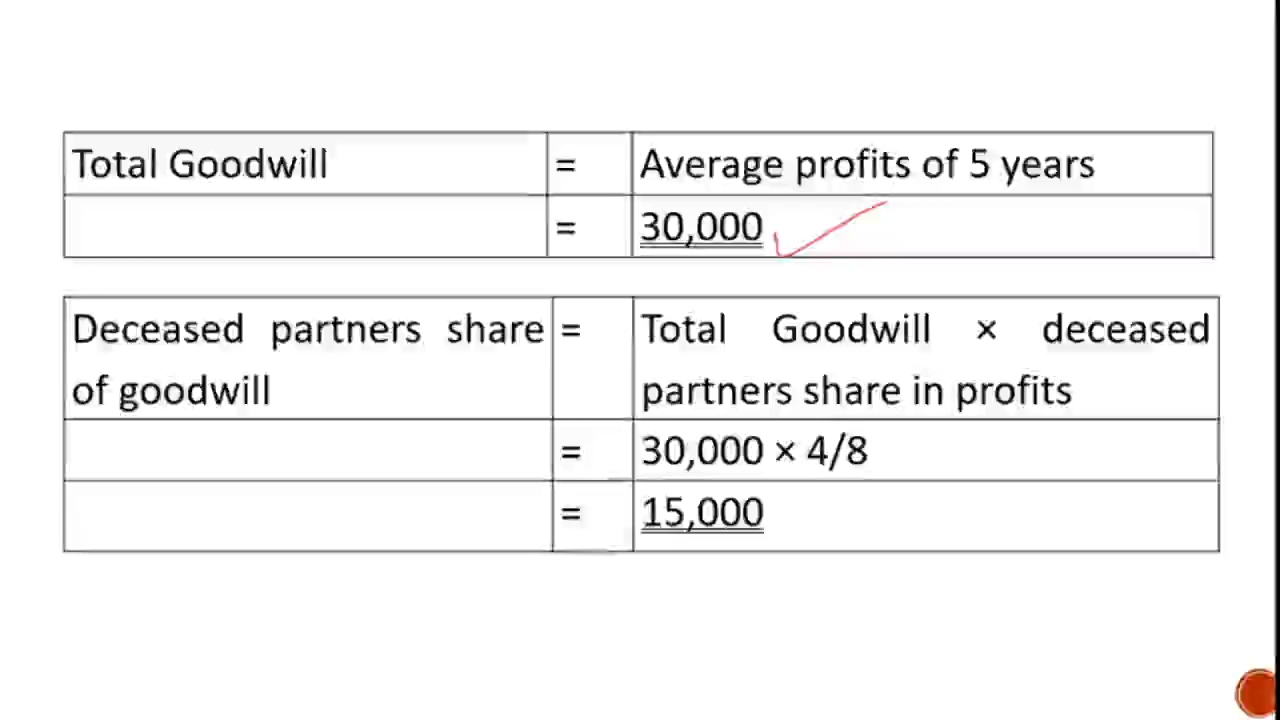 Total Goodwill = Average profits of 5 years
= 30,000
Deceased partners share = Total Goodwill × deceased
of goodwill partners share in profits
= 30,000 × 4/8
= 15,000